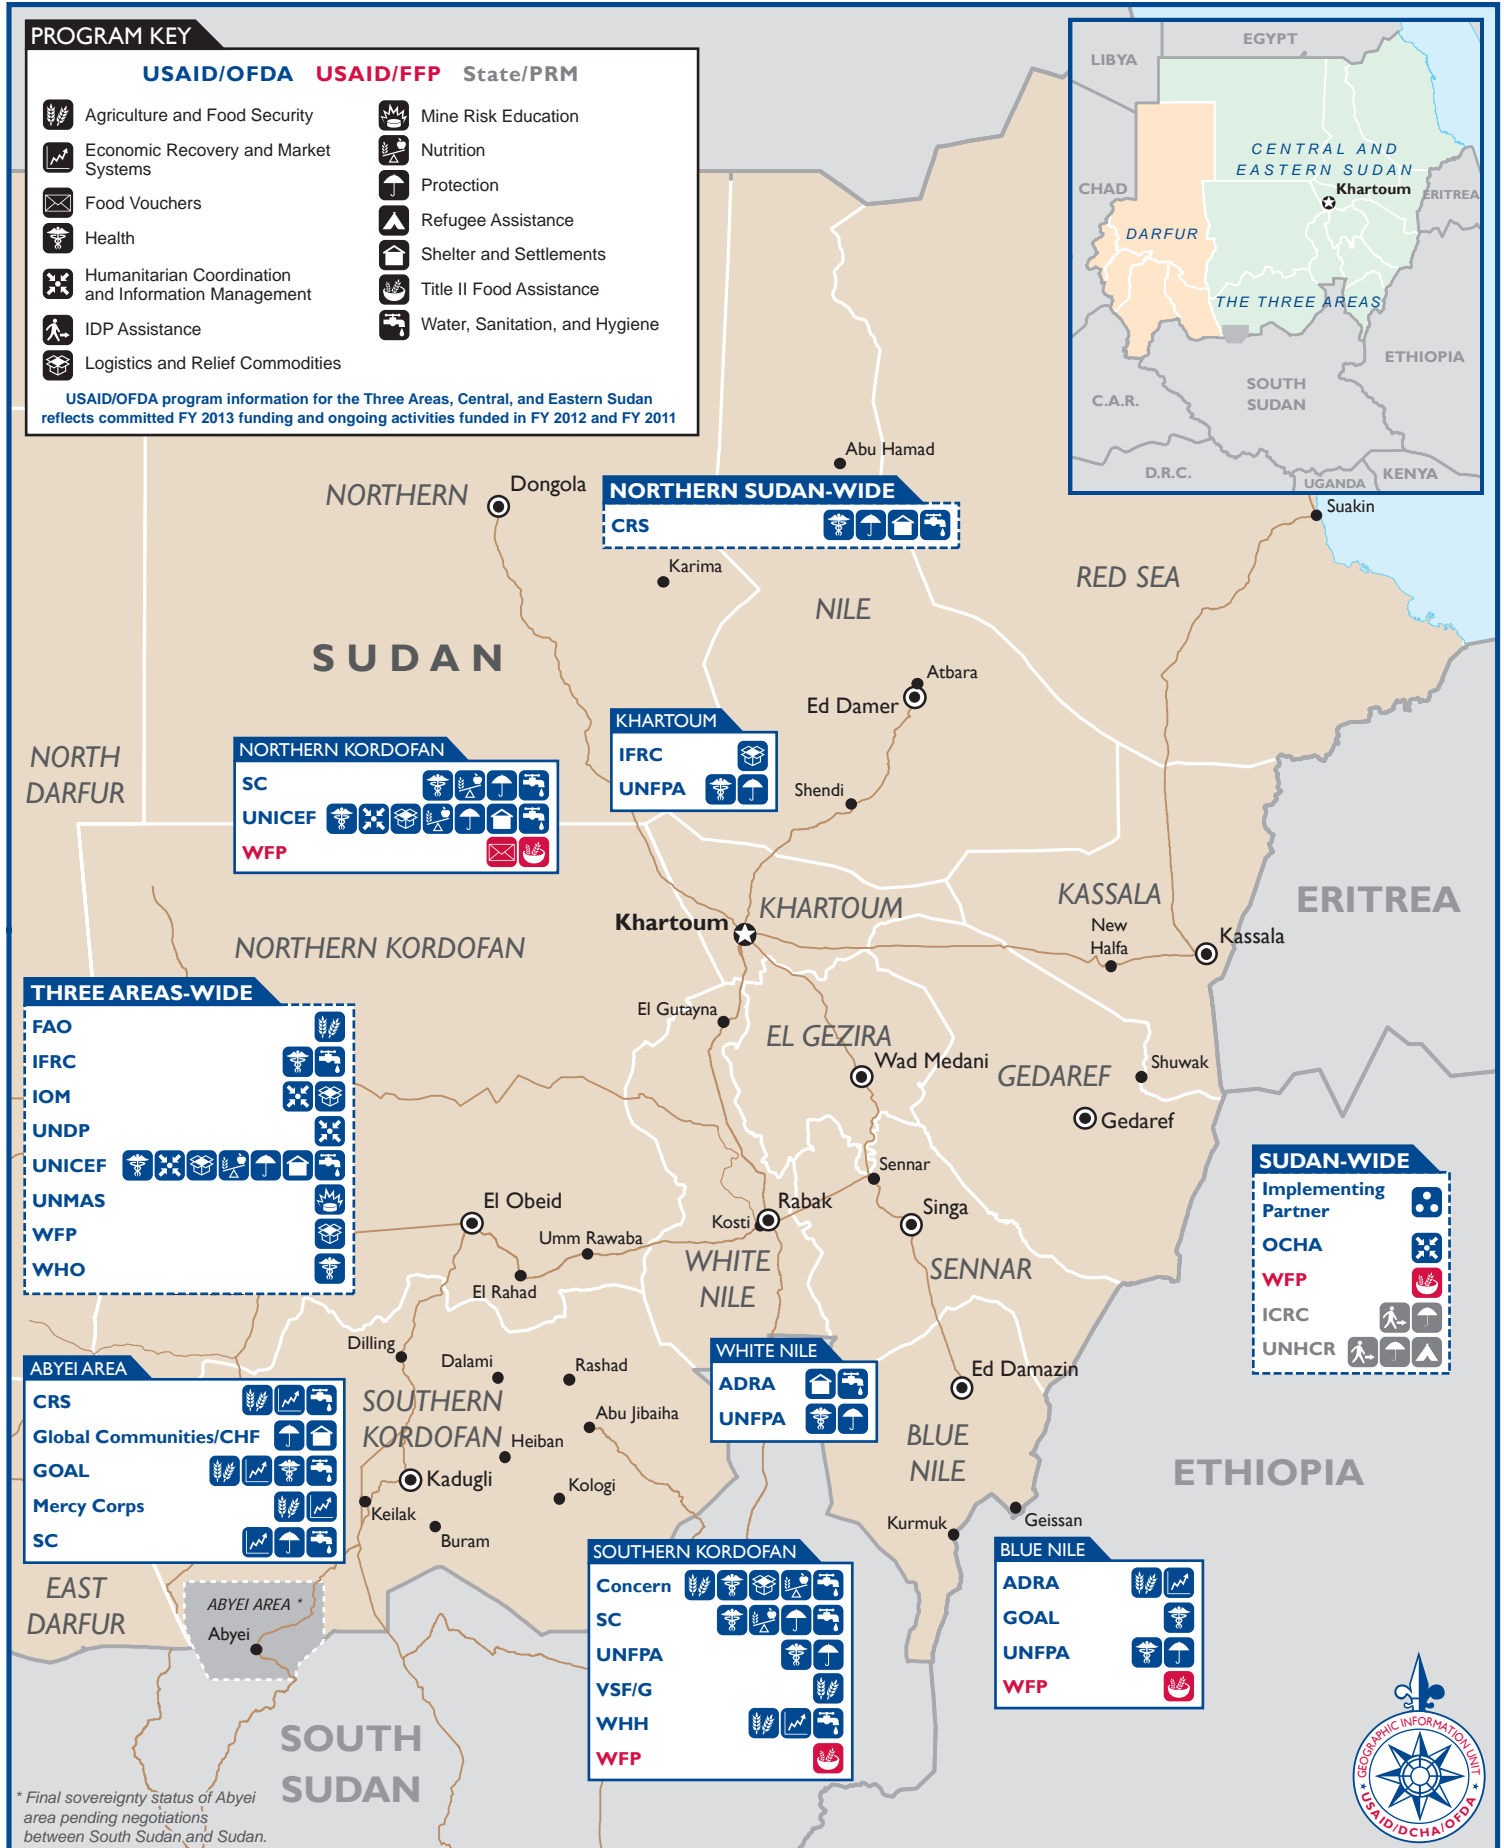 PROGRAM KEY
USAID/OFDA USAID/FFP State/PRM
Agriculture and Food Security
Economic Recovery and Market
Systems
Food Vouchers
Health
Humanitarian Coordination
and Information Management
IDP Assistance
Logistics and Relief Commodities
Mine Risk Education
Nutrition
Protection
Refugee Assistance
Shelter and Settlements
Title II Food Assistance
Water, Sanitation, and Hygiene
USAID/OFDA program information for the Three Areas, Central, and Eastern Sudan
reflects committed FY 2013 funding and ongoing activities funded in FY 2012 and FY 2011
EGYPT
LIBYA
CENTRAL AND
EASTERN SUDAN
CHAD
Khartoum
ERITREA
DARFUR
THE THREE AREAS
ETHIOPIA
SOUTH
SUDAN
C.A.R.
D.R.C.
UGANDA
KENYA
Abu Hamad
NORTHERN
Dongola
NORTHERN SUDAN-WIDE
CRS
Suakin
Karima
RED SEA
NILE
SUDAN
Atbara
Ed Damer
KHARTOUM
IFRC
UNFPA
NORTH
DARFUR
NORTHERN KORDOFAN
SC
UNICEF
WFP
Shendi
KASSALA
ERITREA
KHARTOUM
Khartoum
New
Halfa
Kassala
NORTHERN KORDOFAN
THREE AREAS-WIDE
FAO
IFRC
IOM
UNDP
UNICEF
UNMAS
WFP
WHO
El Gutayna
EL GEZIRA
Wad Medani
GEDAREF
Shuwak
Gedaref
Sennar
SUDAN-WIDE
Implementing
Partner
OCHA
WFP
ICRC
UNHCR
El Obeid
Rabak
Kosti
Singa
Umm Rawaba
El Rahad
WHITE
NILE
SENNAR
Dilling
Dalami
Rashad
WHITE NILE
ADRA
UNFPA
Ed Damazin
ABYEI AREA
CRS
Global Communities/CHF
GOAL
Mercy Corps
SC
SOUTHERN
KORDOFAN
Abu Jibaiha
Heiban
Kadugli
Kologi
Keilak
Buram
BLUE
NILE
ETHIOPIA
Geissan
Kurmuk
SOUTHERN KORDOFAN
Concern
SC
UNFPA
VSF/G
WHH
WFP
BLUE NILE
ADRA
GOAL
UNFPA
WFP
EAST
DARFUR
ABYEI AREA *
Abyei
SOUTH
SUDAN
* Final sovereignty status of Abyei
area pending negotiations
between South Sudan and Sudan.
GEOGRAPHIC INFORMATION UNIT
USAID/DCHA/OFDA